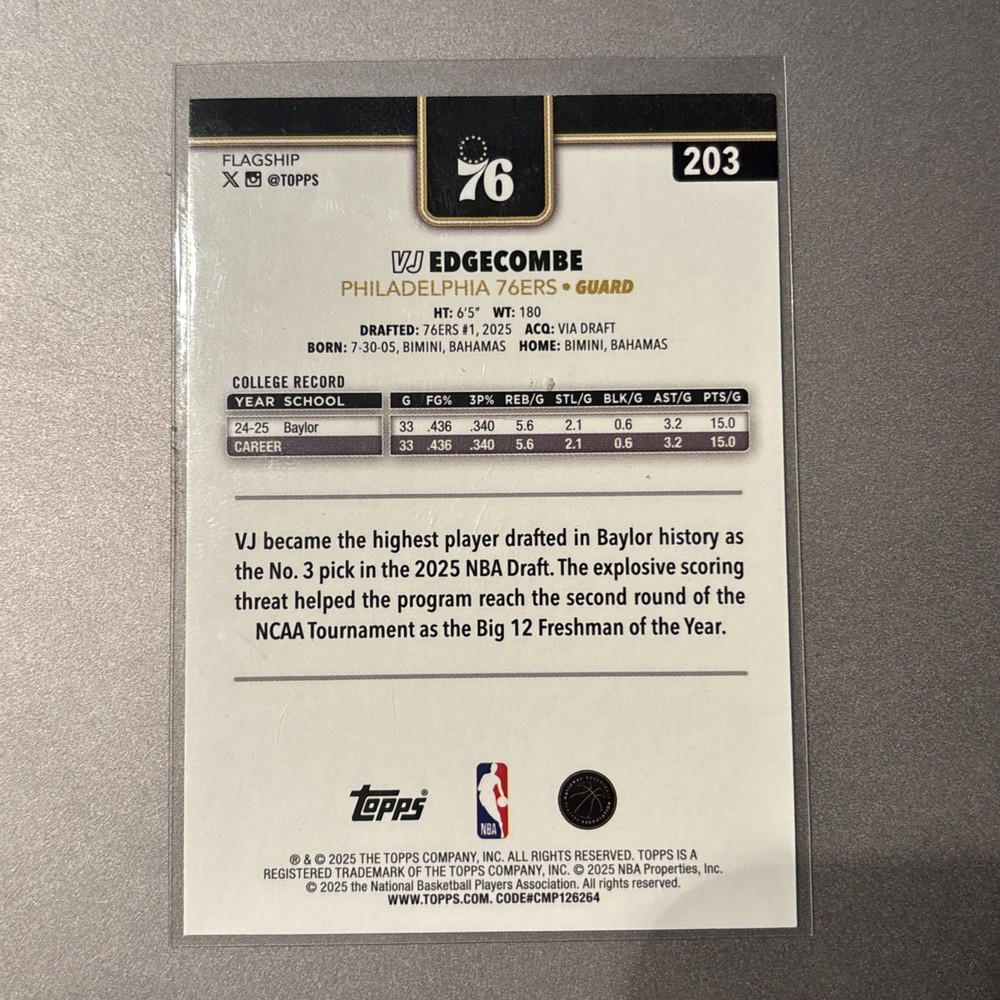 FLAGSHIP
X @TOPPS
76
203
VJ EDGECOMBE
PHILADELPHIA 76ERS • GUARD
HT: 6'5" WT: 180
DRAFTED: 76ERS #1, 2025 ACQ: VIA DRAFT
BORN: 7-30-05, BIMINI, BAHAMAS HOME: BIMINI, BAHAMAS
COLLEGE RECORD
YEAR SCHOOL G FG% 3P% REB/G STL/G BLK/G AST/G PTS/G
24-25 Baylor 33 .436 .340 5.6 2.1 0.6 3.2 15.0
CAREER 33 .436 .340 5.6 2.1 0.6 3.2 15.0
VJ became the highest player drafted in Baylor history as
the No. 3 pick in the 2025 NBA Draft. The explosive scoring
threat helped the program reach the second round of the
NCAA Tournament as the Big 12 Freshman of the Year.
topps®
NBA
® & © 2025 THE TOPPS COMPANY, INC. ALL RIGHTS RESERVED. TOPPS IS A
REGISTERED TRADEMARK OF THE TOPPS COMPANY, INC. © 2025 NBA Properties, Inc.
© 2025 the National Basketball Players Association. All rights reserved.
WWW.TOPPS.COM. CODE#CMP126264